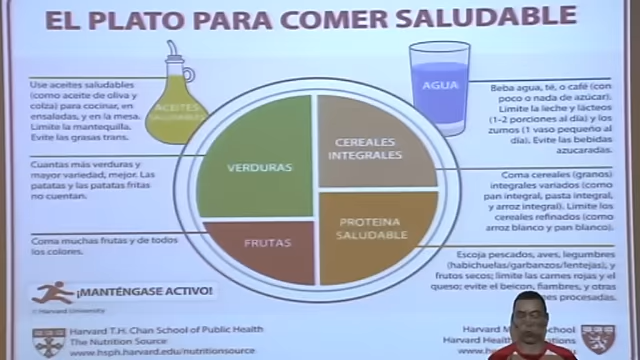 EL PLATO PARA COMER SALUDABLE
Use aceites saludables
(como aceite de oliva y
colza) para cocinar, en
ensaladas, y en la mesa.
Limite la mantequilla.
Evite las grasas trans.
ACEITES
SALUDABLES
AGUA
Beba agua, té, o café (con
poco o nada de azúcar).
Limite la leche y lácteos
(1-2 porciones al día) y los
zumos (1 vaso pequeño al
día). Evite las bebidas
azucaradas.
Cuantas más verduras y
mayor variedad, mejor. Las
patatas y las patatas fritas
no cuentan.
VERDURAS
CEREALES
INTEGRALES
Coma cereales (granos)
integrales variados (como
pan integral, pasta integral,
y arroz integral). Limite los
cereales refinados (como
arroz blanco y pan blanco).
Coma muchas frutas y de todos
los colores.
FRUTAS
PROTEINA
SALUDABLE
Escoja pescados, aves, legumbres
(habichuelas/garbanzos/lentejas), y
frutos secos; limite las carnes rojas y el
queso; evite el beicon, fiambres, y otras
procesadas.
¡MANTÉNGASE ACTIVO!
© Harvard University
Harvard T.H. Chan School of Public Health
The Nutrition Source
www.hsph.harvard.edu/nutritionsource
Harvard School
Harvard Health